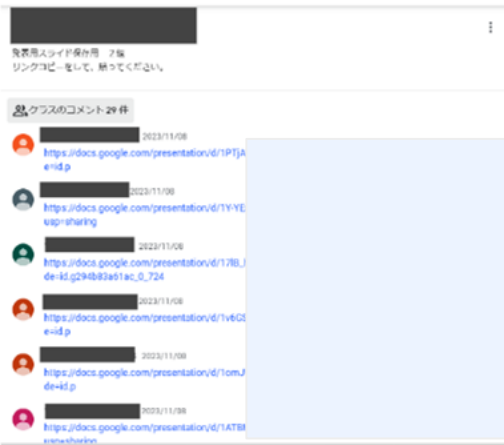 発表用スライド保存用 7組
リンクコピーをして、貼ってください。
クラスのコメント 29 件
2023/11/08
https://docs.google.com/presentation/d/1PTjA
e=id.p
2023/11/08
https://docs.google.com/presentation/d/1Y-YE
usp=sharing
2023/11/08
https://docs.google.com/presentation/d/17lB_
de=id.g294b83a61ac_0_724
2023/11/08
https://docs.google.com/presentation/d/1v6GS
e=id.p
2023/11/08
https://docs.google.com/presentation/d/1omJ
de=id.p
2023/11/08
https://docs.google.com/presentation/d/1ATBM
usp=sharing